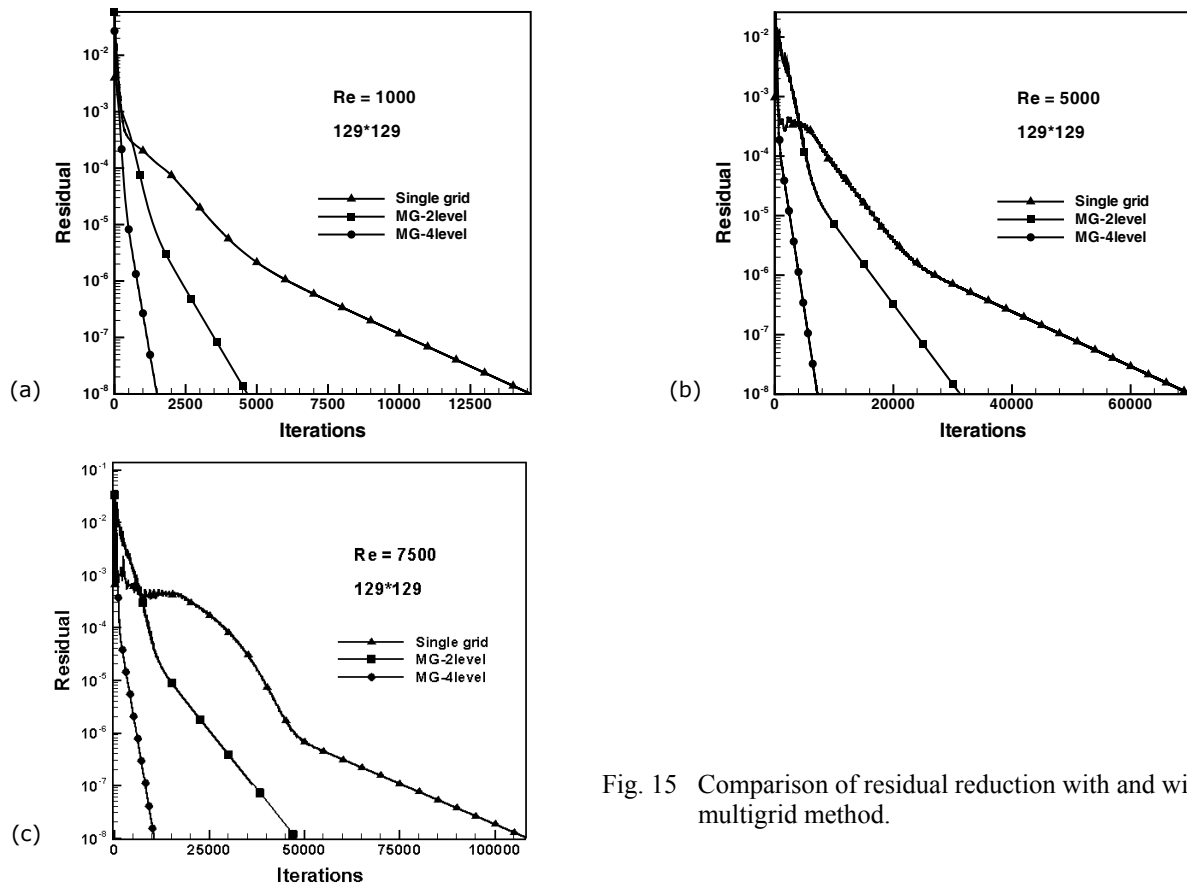 10^-2
10^-3
10^-4
10^-5
10^-6
10^-7
10^-8
Residual
Re = 1000
129*129
Single grid
MG-2level
MG-4level
0 2500 5000 7500 10000 12500
Iterations
(a)
10^-2
10^-3
10^-4
10^-5
10^-6
10^-7
10^-8
Residual
Re = 5000
129*129
Single grid
MG-2level
MG-4level
0 20000 40000 60000
Iterations
(b)
10^-1
10^-2
10^-3
10^-4
10^-5
10^-6
10^-7
10^-8
Residual
Re = 7500
129*129
Single grid
MG-2level
MG-4level
0 25000 50000 75000 100000
Iterations
(c)
Fig. 15 Comparison of residual reduction with and wi
multigrid method.